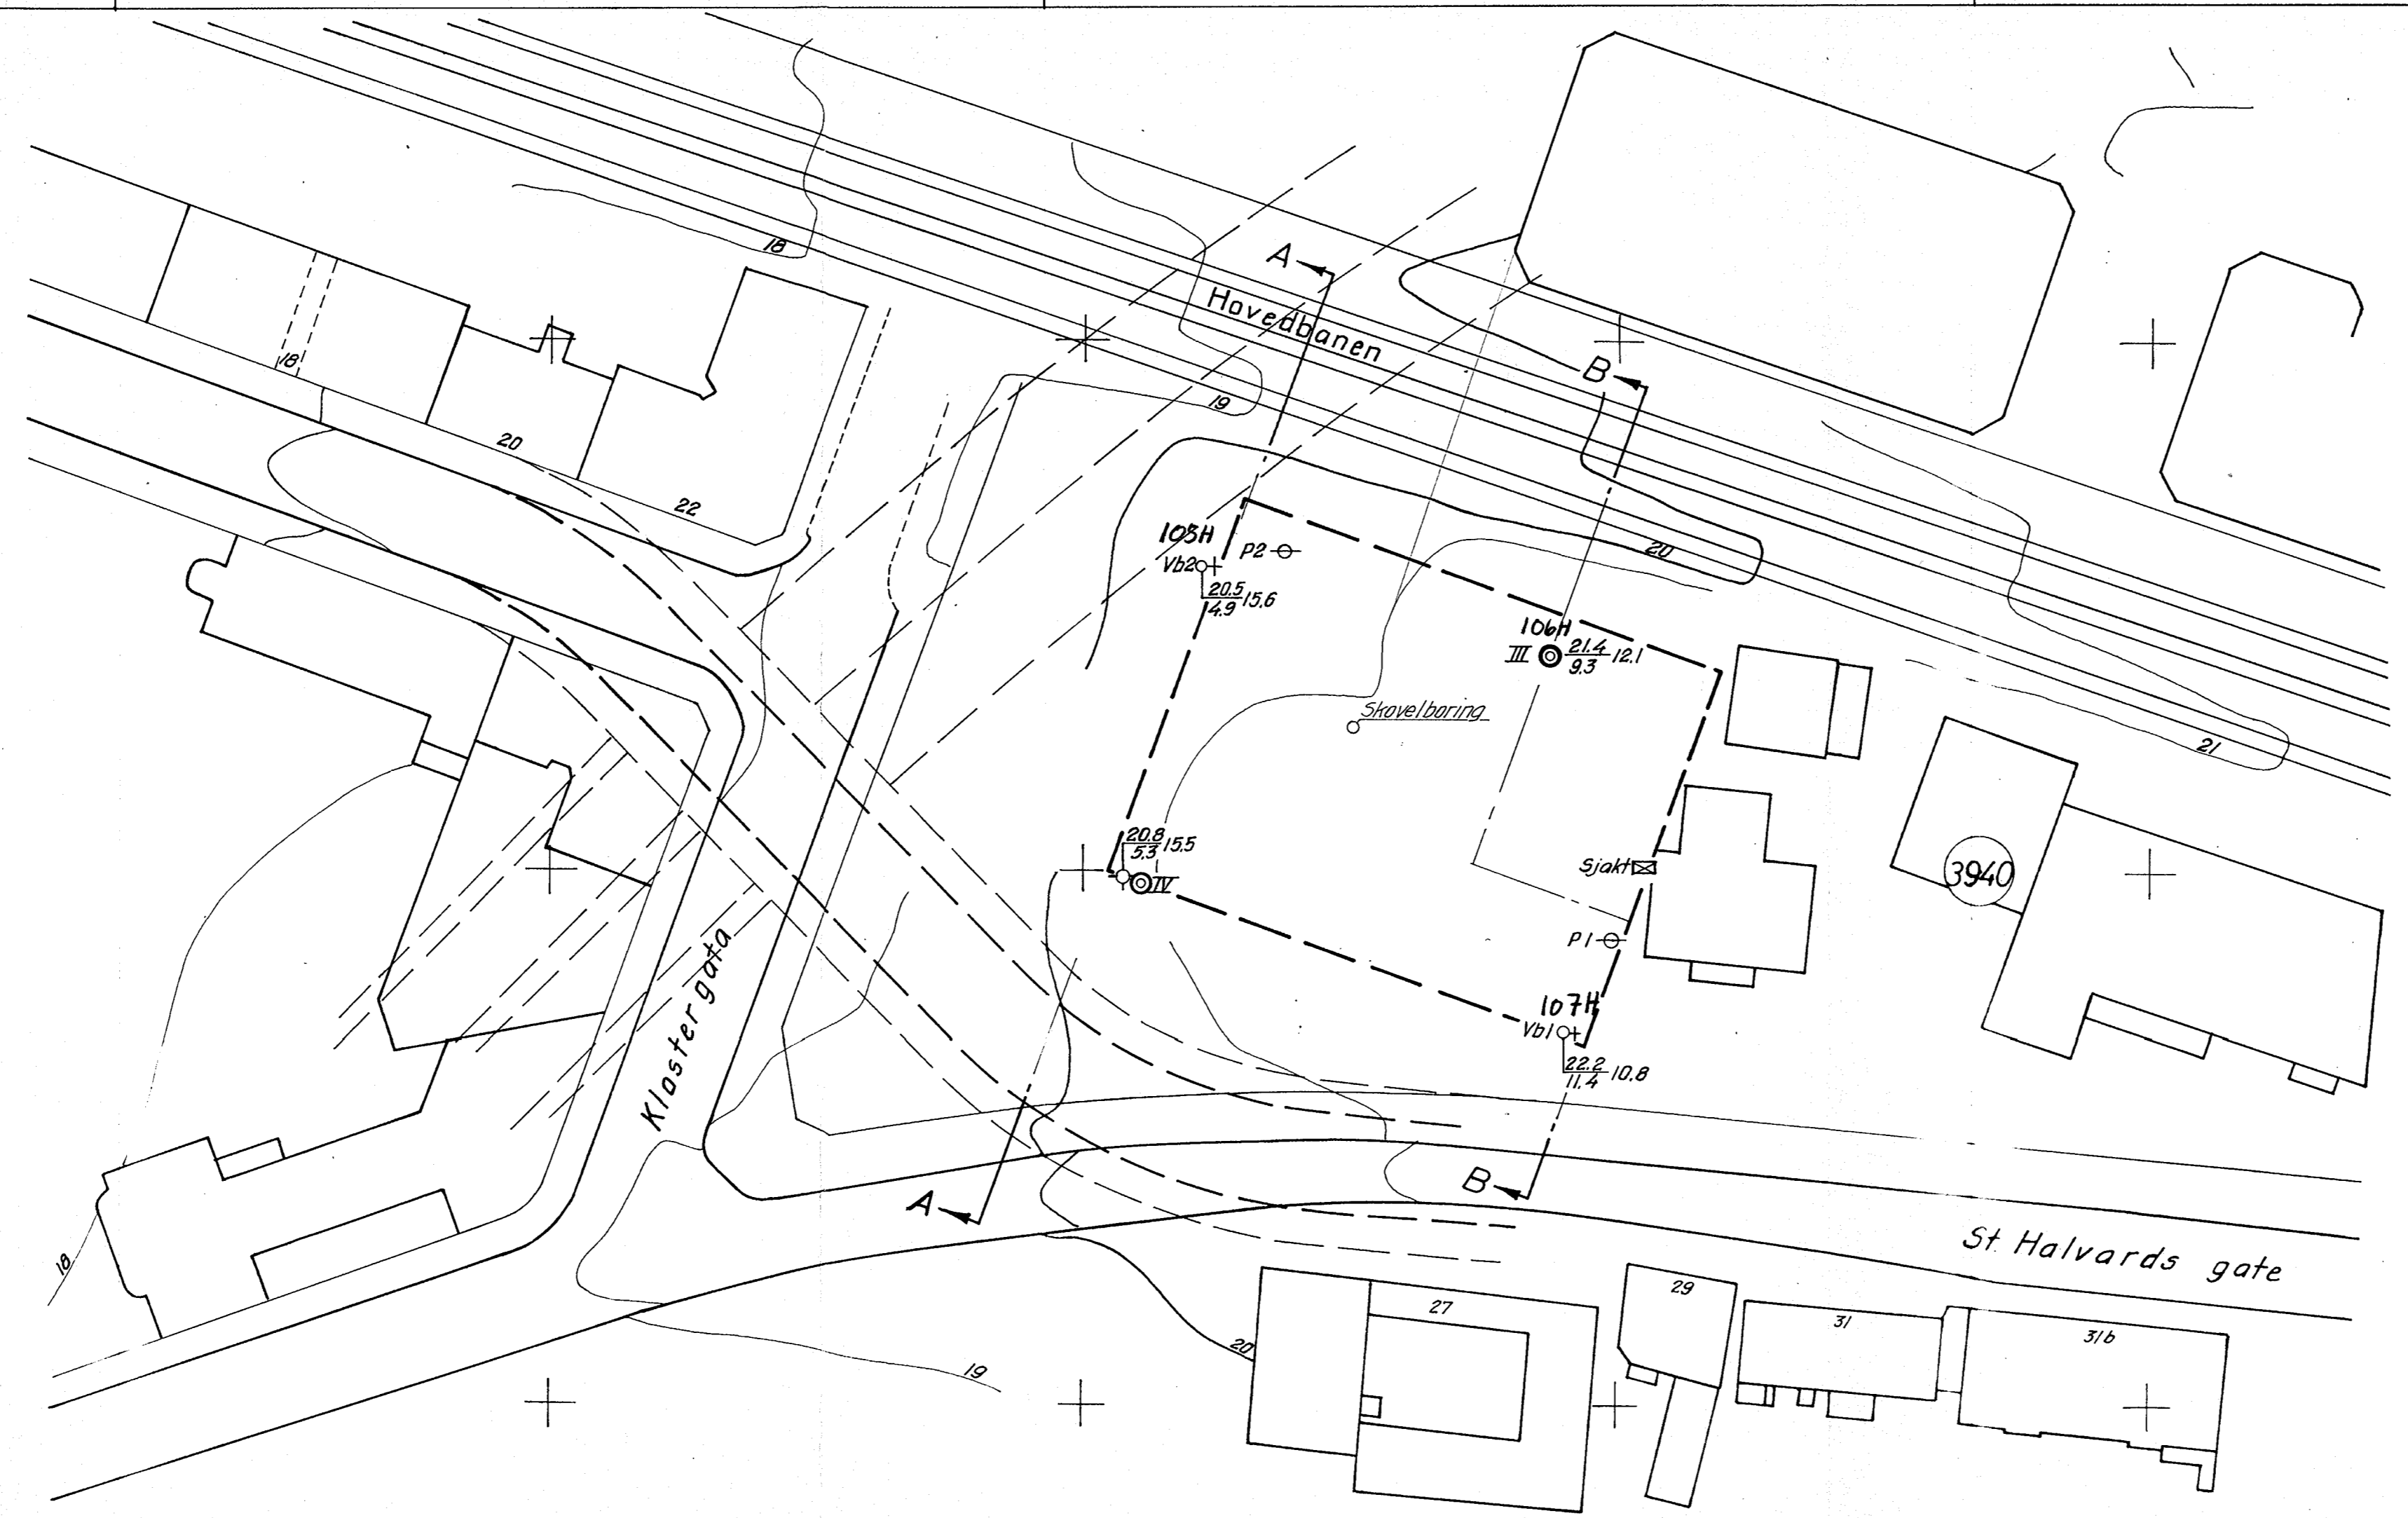 18
A
Hovedbanen
B
18
19
20
22
103H
P2
Vb2
20.5
4.9
15.6
20
106H
III
21.4
9.3
12.1
Skovelboring
21
20.8
5.3
15.5
IV
Sjakt
3940
P1
Klostergata
107H
Vb1
22.2
11.4
10.8
A
B
St. Halvards gate
18
27
29
31
31b
20
19